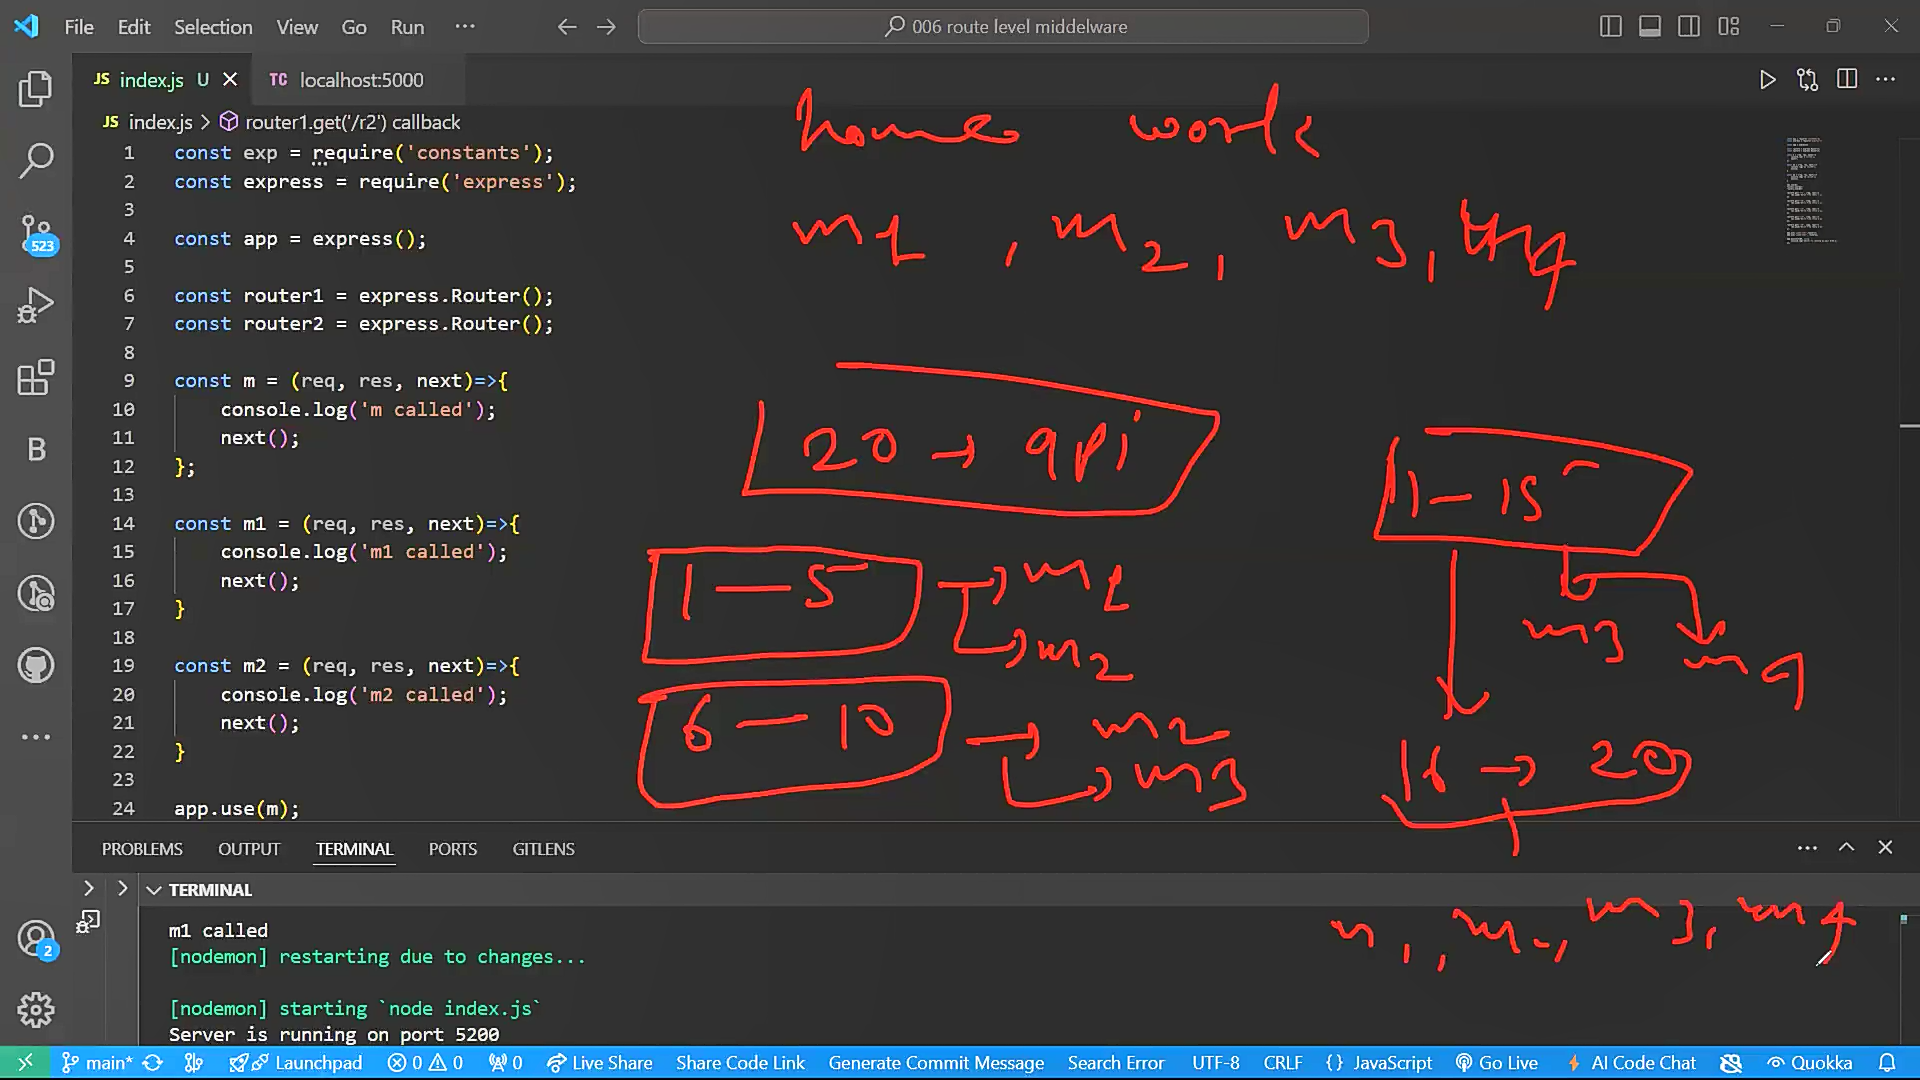 File Edit Selection View Go Run ... 006 route level middelware
JS index.js U TC localhost:5000
JS index.js > router1.get('/r2') callback
1 const exp = require('constants');
2 const express = require('express');
3
4 const app = express();
5
6 const router1 = express.Router();
7 const router2 = express.Router();
8
9 const m = (req, res, next)=>{
10 console.log('m called');
11 next();
12 };
13
14 const m1 = (req, res, next)=>{
15 console.log('m1 called');
16 next();
17 }
18
19 const m2 = (req, res, next)=>{
20 console.log('m2 called');
21 next();
22 }
23
24 app.use(m);
home work
m1 , m2 , m3 , m4
20 → api
1 — 5 → m1
→ m2
6 — 10 → m2
→ m3
11 — 15
m3 m4
16 → 20
m1, m2, m3, m4
523
B
2
PROBLEMS OUTPUT TERMINAL PORTS GITLENS
TERMINAL
m1 called
[nodemon] restarting due to changes...
[nodemon] starting `node index.js`
Server is running on port 5200
main* Launchpad 0 0 0 Live Share Share Code Link Generate Commit Message Search Error UTF-8 CRLF {} JavaScript Go Live AI Code Chat Quokka